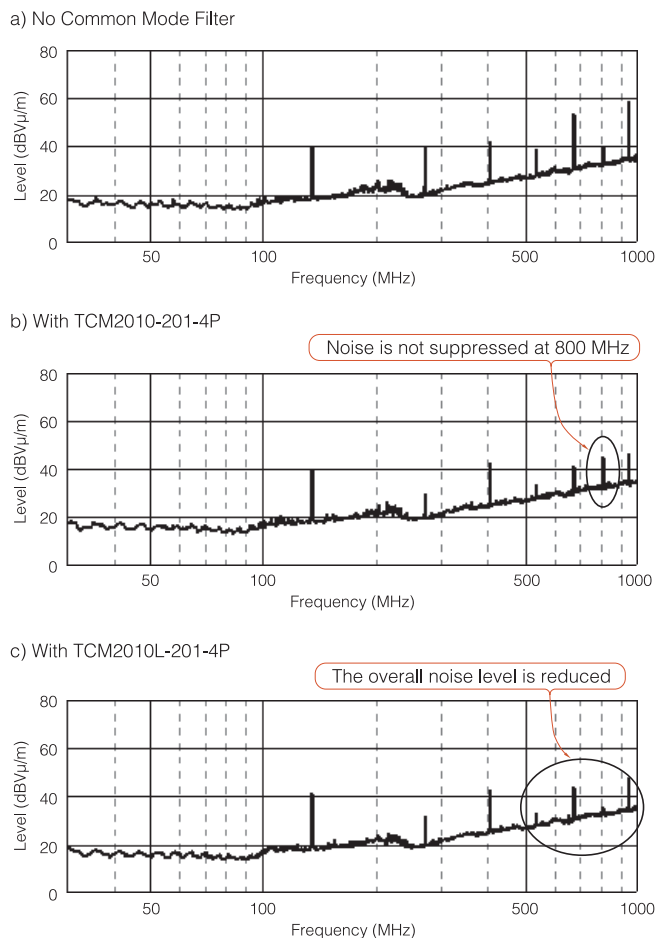 a) No Common Mode Filter
80
60
40
20
0
Level (dBVμ/m)
50
100
500
1000
Frequency (MHz)
b) With TCM2010-201-4P
Noise is not suppressed at 800 MHz
80
60
40
20
0
Level (dBVμ/m)
50
100
500
1000
Frequency (MHz)
c) With TCM2010L-201-4P
The overall noise level is reduced
80
60
40
20
0
Level (dBVμ/m)
50
100
500
1000
Frequency (MHz)